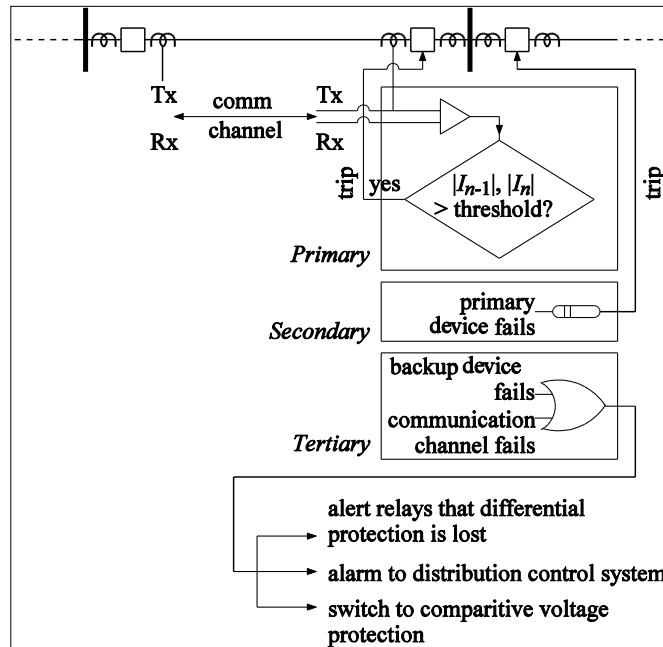 Tx
comm
channel
Rx
Tx
Rx
trip
yes
|I_{n-1}|, |I_n|
> threshold?
trip
Primary
primary
device fails
Secondary
backup device
fails
communication
channel fails
Tertiary
alert relays that differential
protection is lost
alarm to distribution control system
switch to comparitive voltage
protection